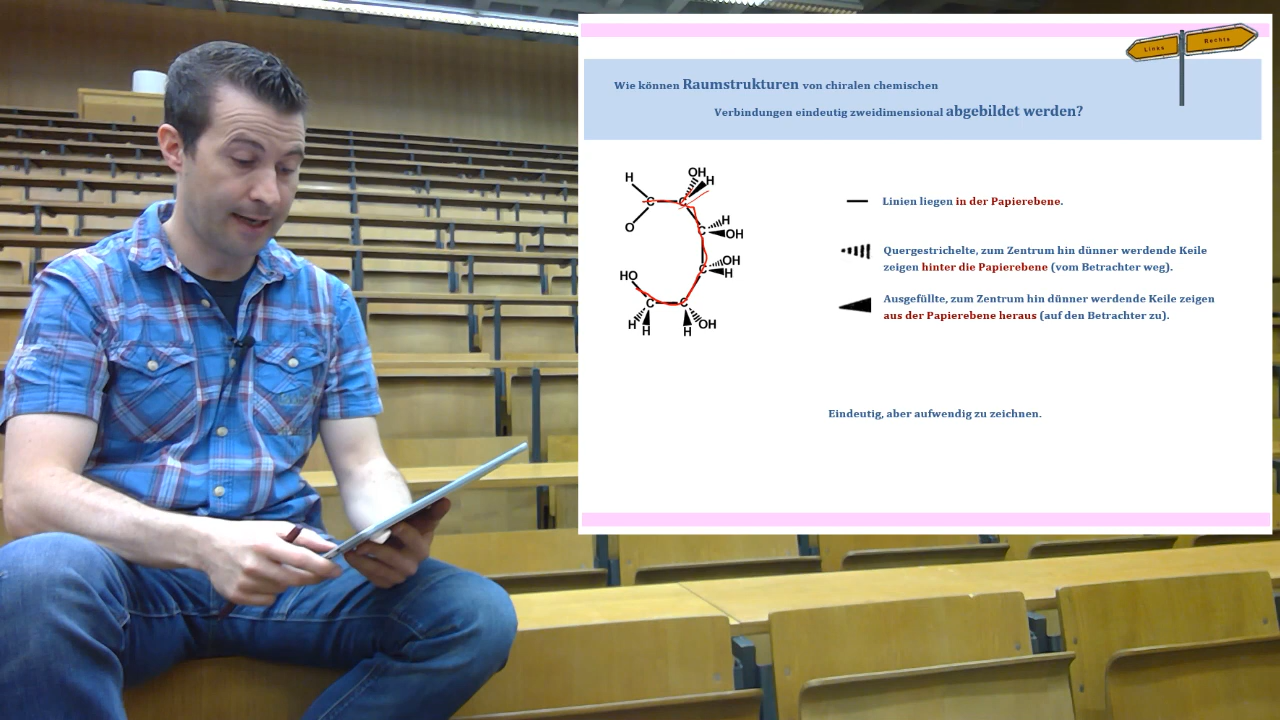 Links
Rechts
Wie können Raumstrukturen von chiralen chemischen
Verbindungen eindeutig zweidimensional abgebildet werden?
H
OH
H
C
C
O
H
C
OH
OH
C
H
HO
C
C
H
H
H
OH
Linien liegen in der Papierebene.
Quergestrichelte, zum Zentrum hin dünner werdende Keile
zeigen hinter die Papierebene (vom Betrachter weg).
Ausgefüllte, zum Zentrum hin dünner werdende Keile zeigen
aus der Papierebene heraus (auf den Betrachter zu).
Eindeutig, aber aufwendig zu zeichnen.